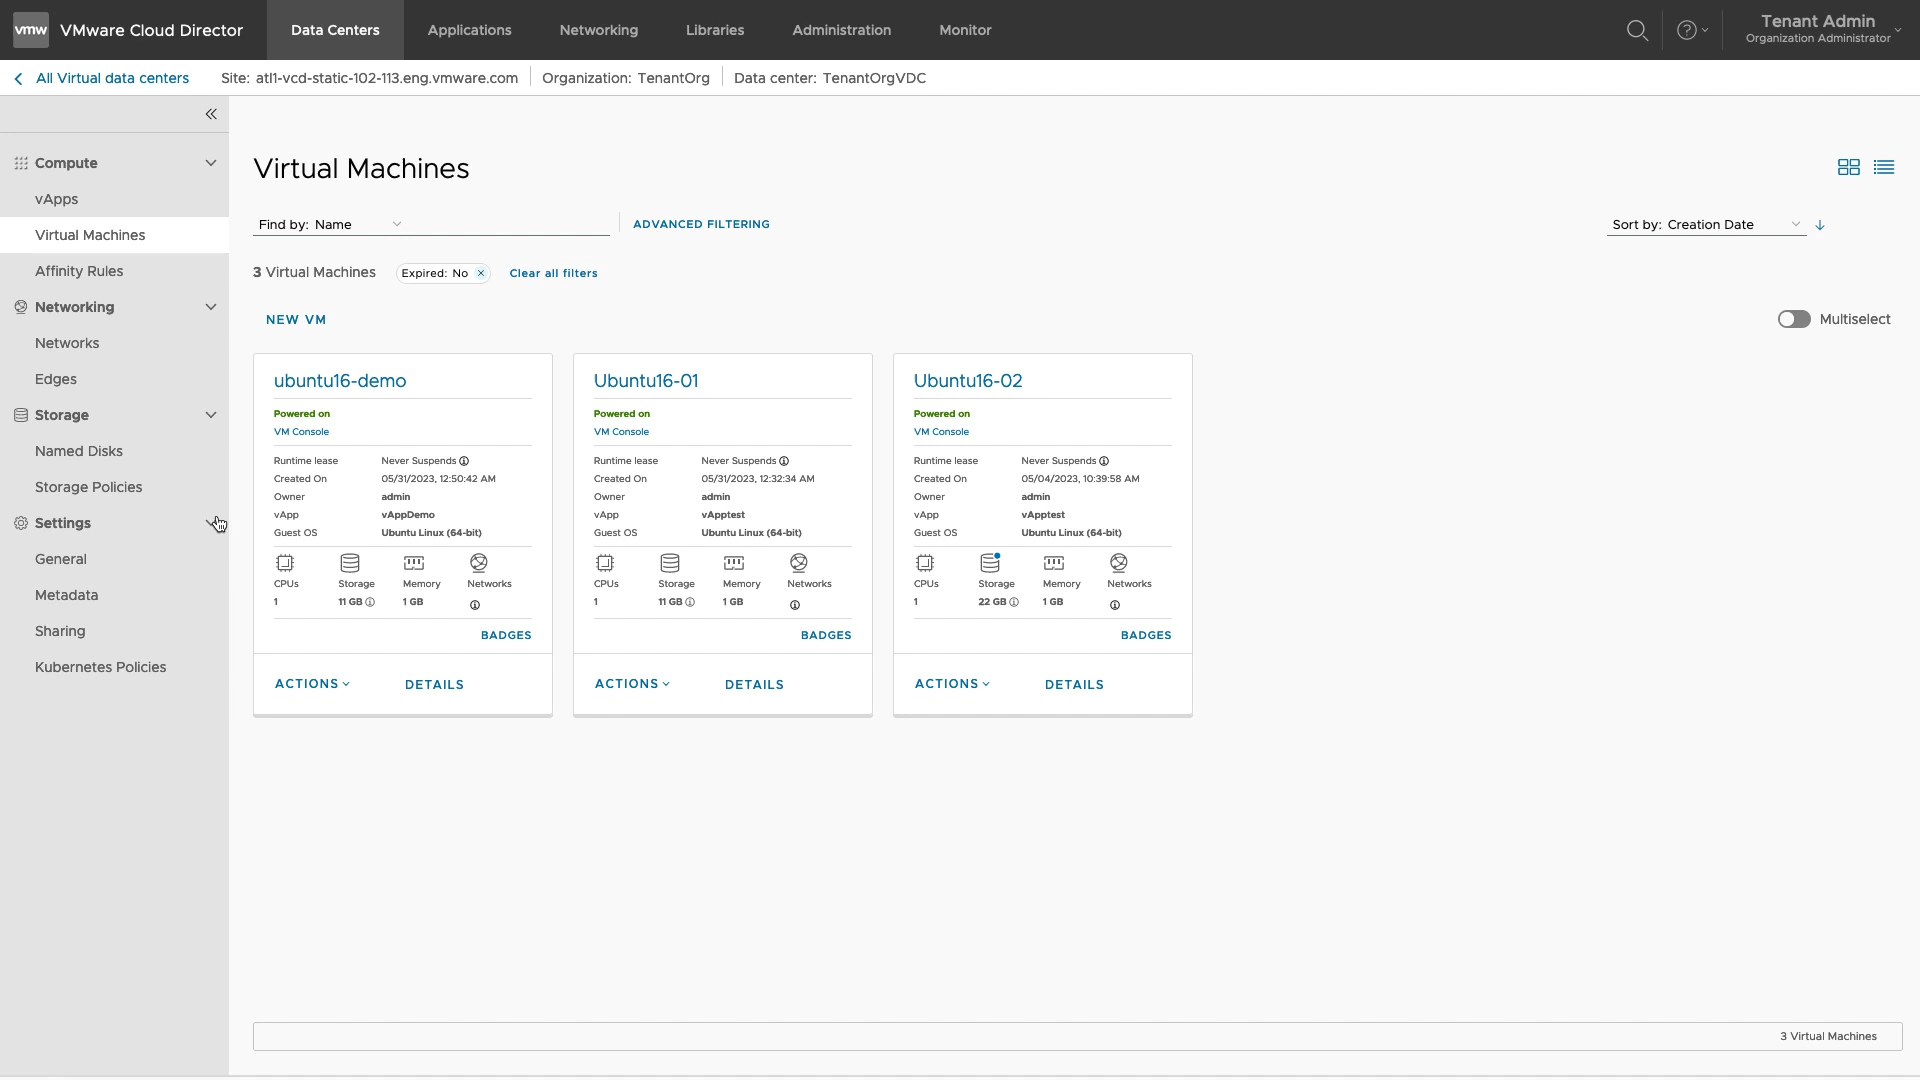 vmw VMware Cloud Director Data Centers Applications Networking Libraries Administration Monitor Tenant Admin
Organization Administrator
All Virtual data centers Site: atl1-vcd-static-102-113.eng.vmware.com Organization: TenantOrg Data center: TenantOrgVDC
Compute
vApps
Virtual Machines
Affinity Rules
Networking
Networks
Edges
Storage
Named Disks
Storage Policies
Settings
General
Metadata
Sharing
Kubernetes Policies
Virtual Machines
Find by: Name ADVANCED FILTERING Sort by: Creation Date
3 Virtual Machines Expired: No Clear all filters
NEW VM Multiselect
ubuntu16-demo
Powered on
VM Console
Runtime lease Never Suspends
Created On 05/31/2023, 12:50:42 AM
Owner admin
vApp vAppDemo
Guest OS Ubuntu Linux (64-bit)
CPUs Storage Memory Networks
1 11 GB 1 GB
BADGES
ACTIONS DETAILS
Ubuntu16-01
Powered on
VM Console
Runtime lease Never Suspends
Created On 05/31/2023, 12:32:34 AM
Owner admin
vApp vApptest
Guest OS Ubuntu Linux (64-bit)
CPUs Storage Memory Networks
1 11 GB 1 GB
BADGES
ACTIONS DETAILS
Ubuntu16-02
Powered on
VM Console
Runtime lease Never Suspends
Created On 05/04/2023, 10:39:58 AM
Owner admin
vApp vApptest
Guest OS Ubuntu Linux (64-bit)
CPUs Storage Memory Networks
1 22 GB 1 GB
BADGES
ACTIONS DETAILS
3 Virtual Machines